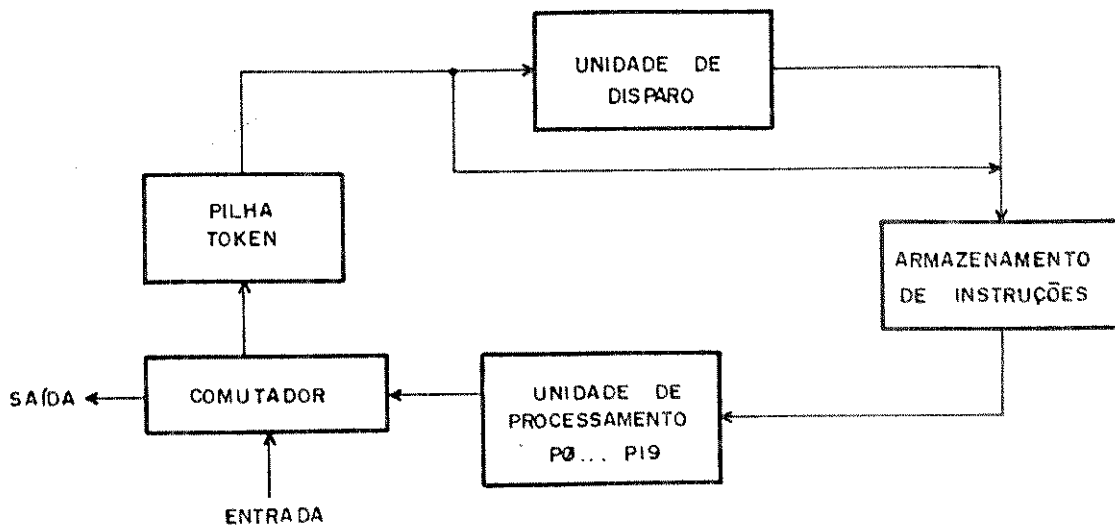 UNIDADE DE
DISPARO
PILHA
TOKEN
ARMAZENAMENTO
DE INSTRUÇÕES
SAÍDA
COMUTADOR
UNIDADE DE
PROCESSAMENTO
PØ... P19
ENTRADA